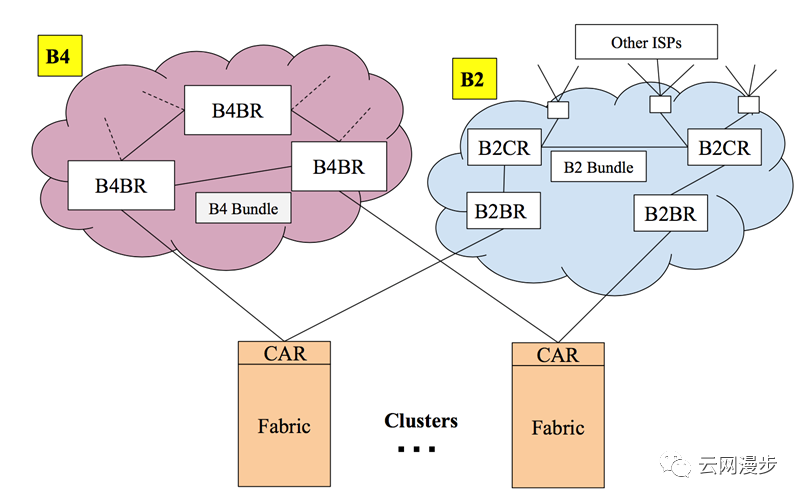 B4
Other ISPs
B2
B4BR
B2CR
B2CR
B4BR
B4BR
B2 Bundle
B4 Bundle
B2BR
B2BR
CAR
CAR
Fabric
Clusters
...
Fabric
云网漫步